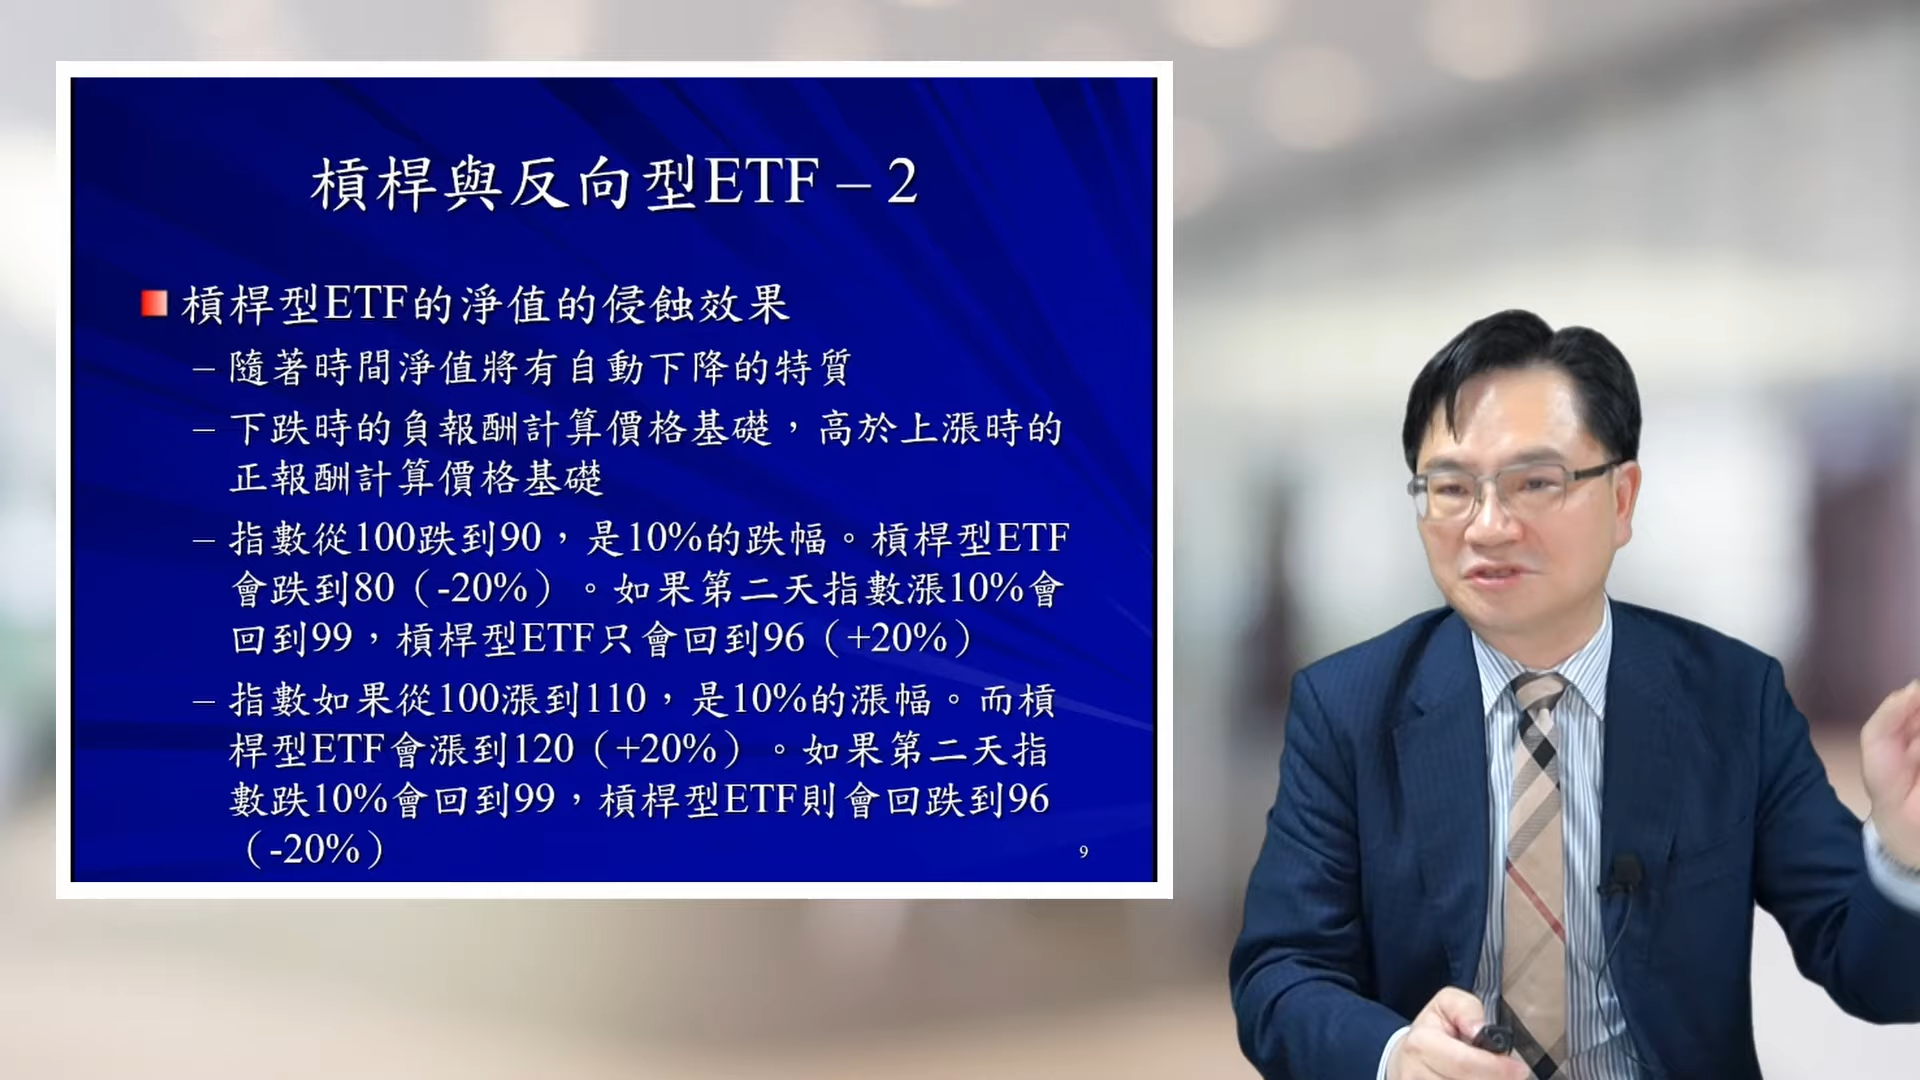 槓桿與反向型ETF – 2
槓桿型ETF的淨值的侵蝕效果
– 隨著時間淨值將有自動下降的特質
– 下跌時的負報酬計算價格基礎，高於上漲時的
正報酬計算價格基礎
– 指數從100跌到90，是10%的跌幅。槓桿型ETF
會跌到80（-20%）。如果第二天指數漲10%會
回到99，槓桿型ETF只會回到96（+20%）
– 指數如果從100漲到110，是10%的漲幅。而槓
桿型ETF會漲到120（+20%）。如果第二天指
數跌10%會回到99，槓桿型ETF則會回跌到96
（-20%）
9